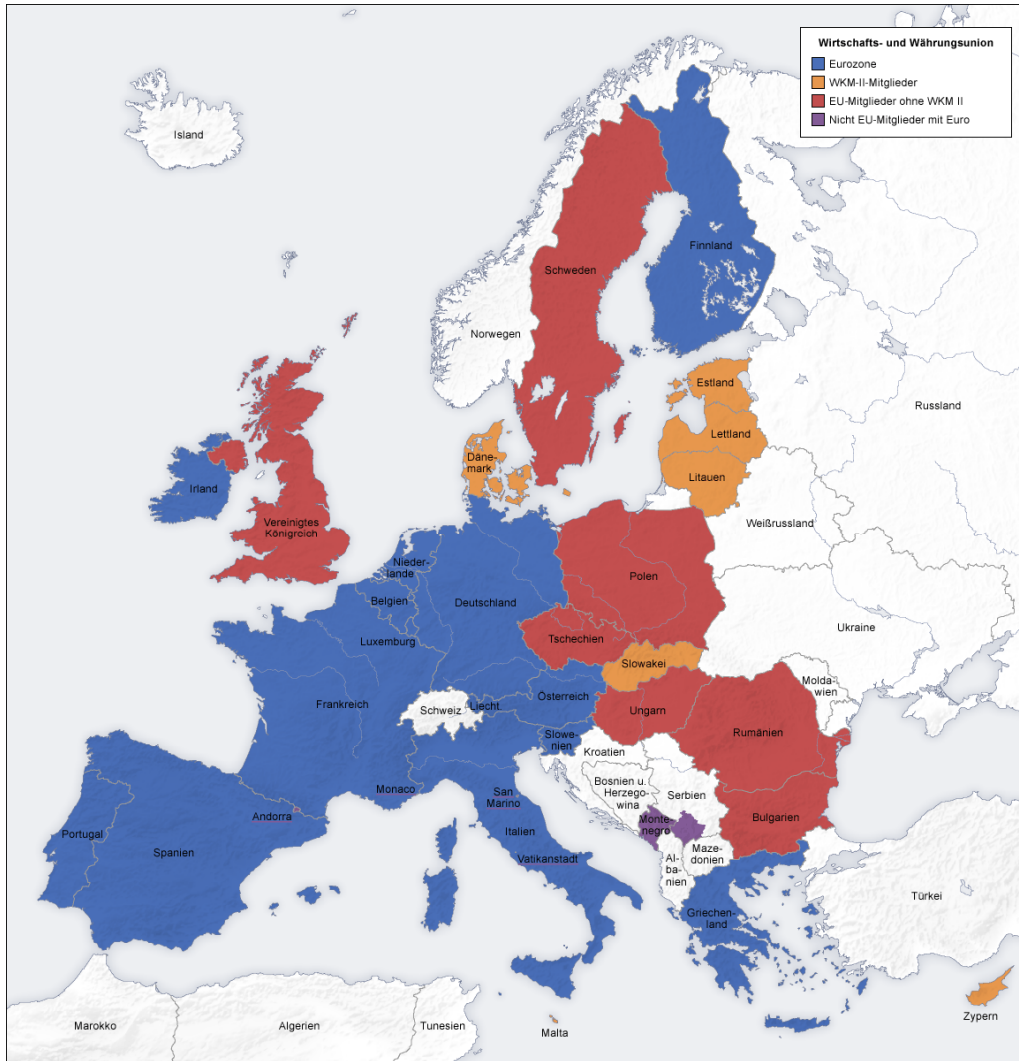 Wirtschafts- und Währungsunion
Eurozone
WKM-II-Mitglieder
EU-Mitglieder ohne WKM II
Nicht EU-Mitglieder mit Euro
Island
Finnland
Schweden
Norwegen
Estland
Russland
Lettland
Däne-
mark
Litauen
Irland
Vereinigtes
Königreich
Weißrussland
Nieder-
lande
Polen
Belgien
Deutschland
Ukraine
Luxemburg
Tschechien
Slowakei
Molda-
wien
Österreich
Frankreich
Schweiz
Liecht.
Ungarn
Rumänien
Slowe-
nien
Kroatien
Bosnien u.
Herzego-
wina
Serbien
Monaco
San
Marino
Andorra
Monte-
negro
Bulgarien
Portugal
Italien
Spanien
Vatikanstadt
Maze-
donien
Al-
ba-
nien
Türkei
Griechen-
land
Zypern
Marokko
Algerien
Tunesien
Malta